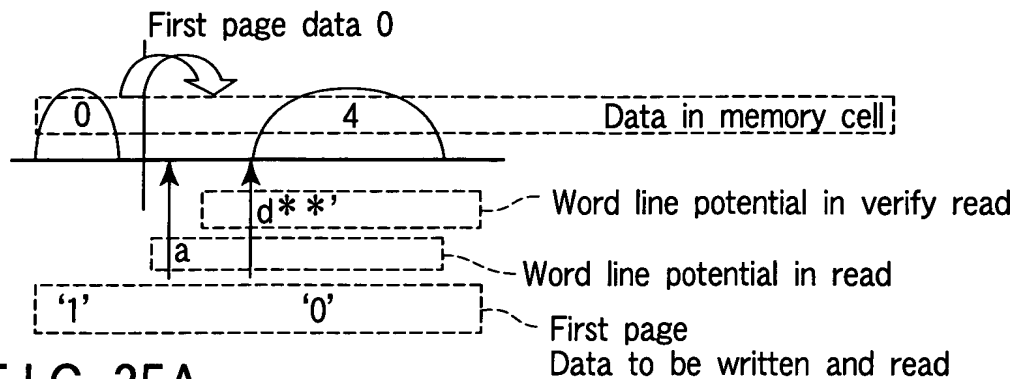 First page data 0
0 4 Data in memory cell
d**' Word line potential in verify read
a
Word line potential in read
'1' '0'
First page
Data to be written and read